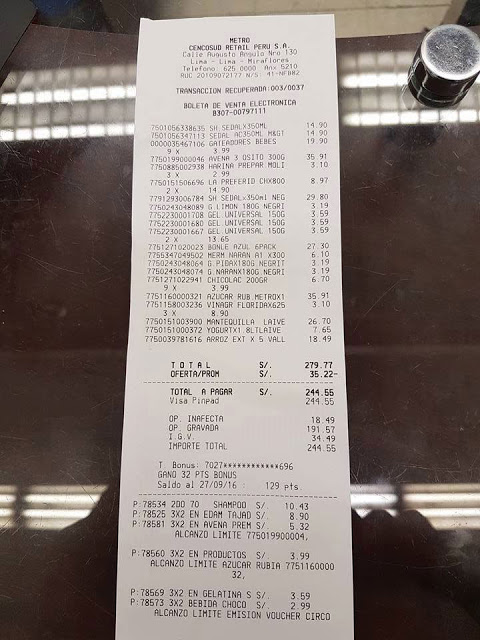 METRO
CENCOSUD RETAIL PERU S.A.
Calle Augusto Angulo Nro 130
Lima - Lima - Miraflores
Telefono: 625 0000 Anx 5210
RUC 20109072177 N/S: 41-NFB82
TRANSACCION RECUPERADA:003/0037
BOLETA DE VENTA ELECTRONICA
B307-00797111
7501056338635 SH.SEDALX350ML 14.90
7501056347113 SEDAL AC350ML M&G1 14.90
0000035467106 GATEADORES BEBES 19.90
9 X 3.99
7750199000046 AVENA 3 OSITO 300G 35.91
7750885002938 HARINA PREPAR MOLI 3.10
3 X 2.99
7750151506696 LA PREFERID CHX800 8.97
2 X 14.90
7791293006784 SH SEDALx350ml NEG 29.80
7750243048089 G.LIMON 180G NEGRI 3.19
7752230001708 GEL UNIVERSAL 150G 3.59
7752230001680 GEL UNIVERSAL 150G 3.59
7752230001667 GEL UNIVERSAL 150G 3.59
2 X 13.65
7751271020023 BONLE AZUL 6PACK 27.30
7755347049502 MERM NARAN A1 X300 6.10
7750243048064 G.PIDAX180G.NEGRIT 3.19
7750243048074 G.NARANX180G NEGRI 3.19
7751271022941 CHICOLAC 200GR 6.70
9 X 3.99
7751160000321 AZUCAR RUB.METROX1 35.91
7751158003236 VINAGR FLORIDAX625 3.10
3 X 8.90
7750151003900 MANTEQUILLA LAIVE 26.70
7750151000372 YOGURTX1.8LTLAIVE 7.65
7750039781616 ARROZ EXT X 5 VALL 18.49
TOTAL S/. 279.77
OFERTA/PROM S/. 35.22-
TOTAL A PAGAR S/. 244.55
Visa Pinpad 244.55
OP. INAFECTA 18.49
OP. GRAVADA 191.57
I.G.V. 34.49
IMPORTE TOTAL 244.55
T. Bonus: 7027************696
GANO 32 PTS BONUS
Saldo al 27/09/16 : 129 pts.
P:78534 2DO 70 SHAMPOO S/. 10.43
P:78525 3X2 EN EDAM TAJAD S/. 8.90
P:78581 3X2 EN AVENA PREM S/. 5.32
ALCANZO LIMITE 775019900004,
P:78560 3X2 EN PRODUCTOS S/. 3.99
ALCANZO LIMITE AZUCAR RUBIA 7751160000
32,
P:78569 3X2 EN GELATINA S S/. 3.59
P:78573 3X2 BEBIDA CHOCO S/. 2.99
ALCANZO LIMITE EMISION VOUCHER CIRCO